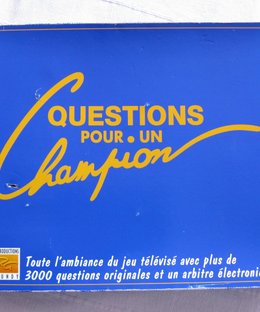 QUESTIONS
POUR UN
Champion
PRODUCTIONS
Toute l'ambiance du jeu télévisé avec plus de
3000 questions originales et un arbitre électroni